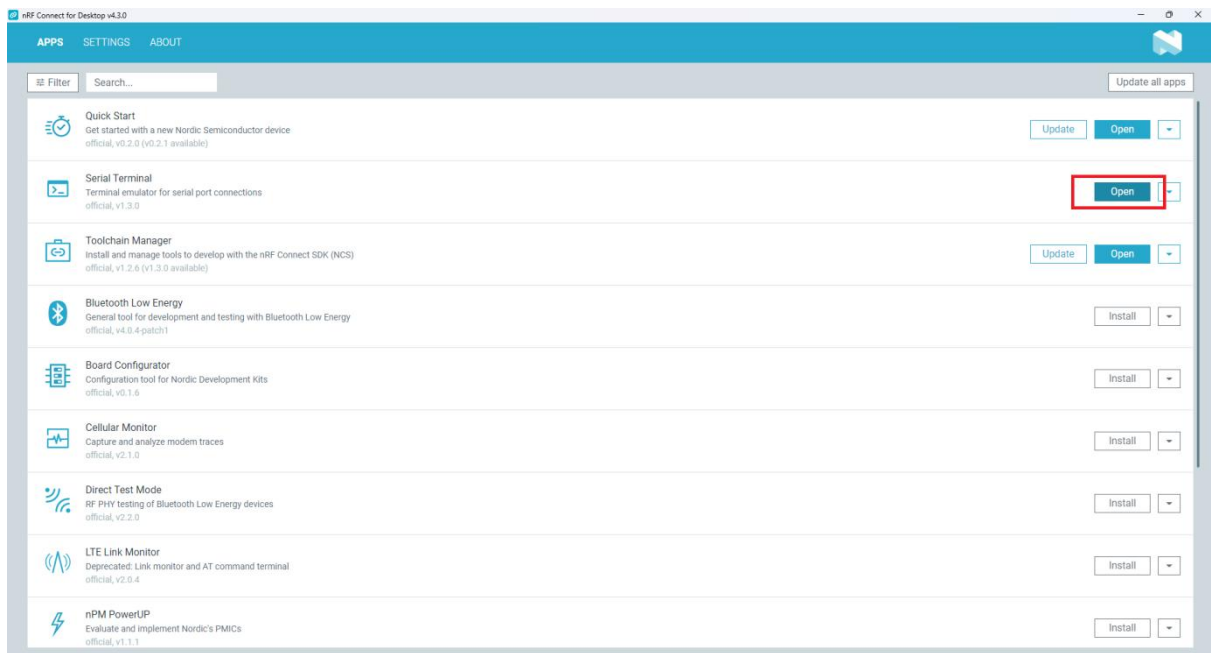 nRF Connect for Desktop v4.3.0
APPS SETTINGS ABOUT
Filter Search... Update all apps
Quick Start
Get started with a new Nordic Semiconductor device
official, v0.2.0 (v0.2.1 available)
Update Open
Serial Terminal
Terminal emulator for serial port connections
official, v1.3.0
Open
Toolchain Manager
Install and manage tools to develop with the nRF Connect SDK (NCS)
official, v1.2.6 (v1.3.0 available)
Update Open
Bluetooth Low Energy
General tool for development and testing with Bluetooth Low Energy
official, v4.0.4-patch1
Install
Board Configurator
Configuration tool for Nordic Development Kits
official, v0.1.6
Install
Cellular Monitor
Capture and analyze modem traces
official, v2.1.0
Install
Direct Test Mode
RF PHY testing of Bluetooth Low Energy devices
official, v2.2.0
Install
LTE Link Monitor
Deprecated: Link monitor and AT command terminal
official, v2.0.4
Install
nPM PowerUP
Evaluate and implement Nordic's PMICs
official, v1.1.1
Install